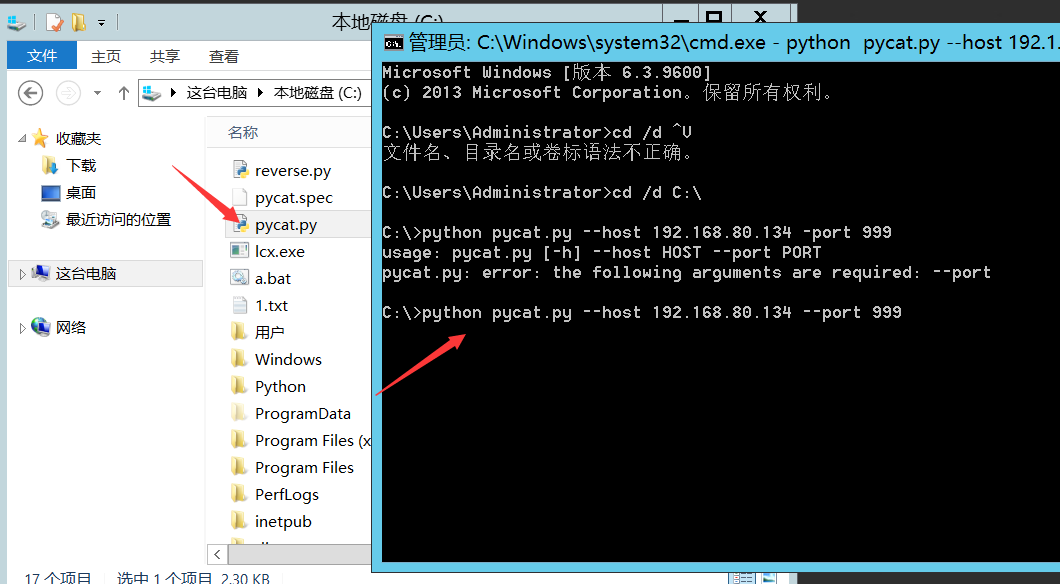 本地磁盘 (C:)
文件 主页 共享 查看
这台电脑 本地磁盘 (C:)
收藏夹
下载
桌面
最近访问的位置
这台电脑
网络
名称
reverse.py
pycat.spec
pycat.py
lcx.exe
a.bat
1.txt
用户
Windows
Python
ProgramData
Program Files (x
Program Files
PerfLogs
inetpub
17 个项目 选中 1 个项目 2.30 KB
管理员: C:\Windows\system32\cmd.exe - python  pycat.py --host 192.1
Microsoft Windows [版本 6.3.9600]
(c) 2013 Microsoft Corporation。保留所有权利。
C:\Users\Administrator>cd /d ^V
文件名、目录名或卷标语法不正确。
C:\Users\Administrator>cd /d C:\
C:\>python pycat.py --host 192.168.80.134 -port 999
usage: pycat.py [-h] --host HOST --port PORT
pycat.py: error: the following arguments are required: --port
C:\>python pycat.py --host 192.168.80.134 --port 999